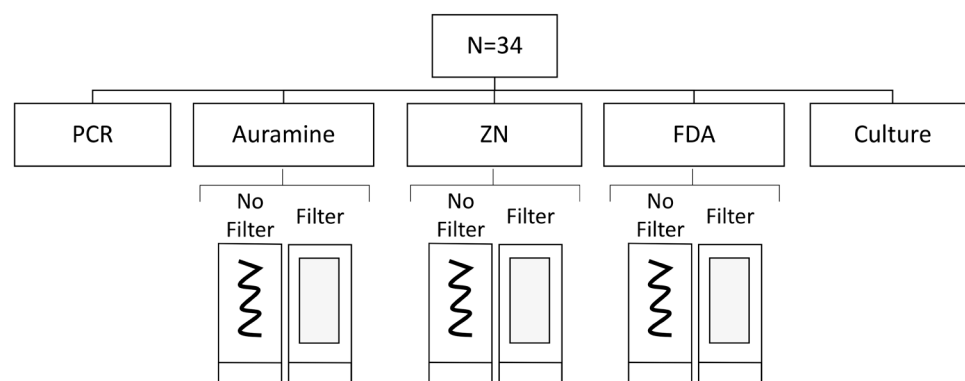 N=34
PCR
Auramine
ZN
FDA
Culture
No
Filter
Filter
No
Filter
Filter
No
Filter
Filter